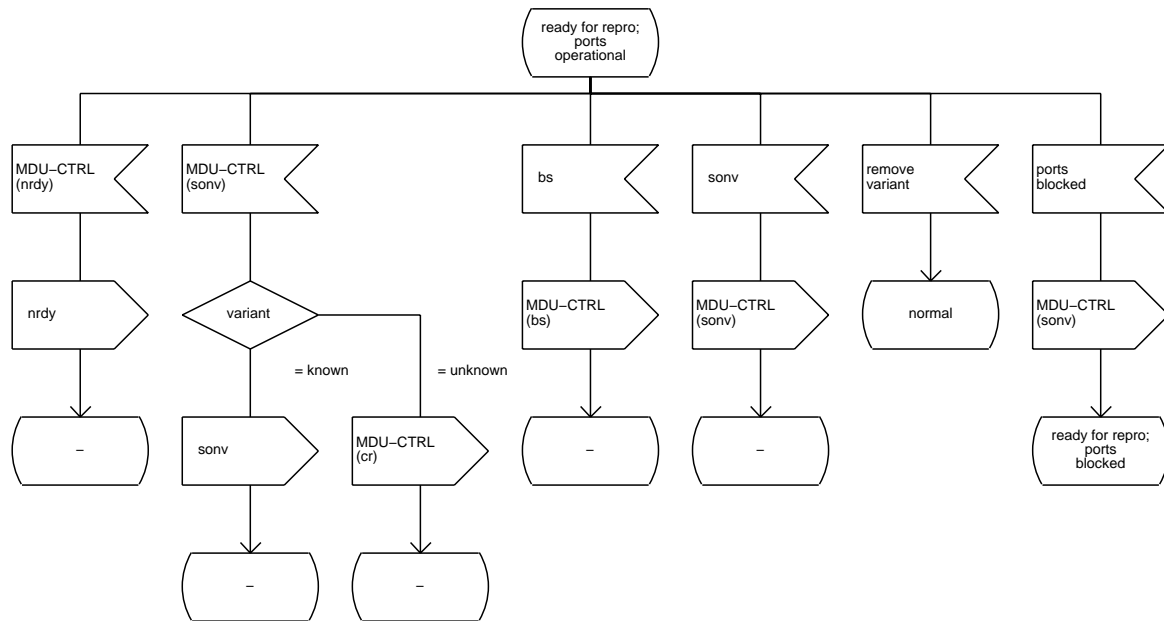 ready for repro;
ports
operational
MDU−CTRL
(nrdy)
MDU−CTRL
(sonv)
bs
sonv
remove
variant
ports
blocked
nrdy
variant
MDU−CTRL
(bs)
MDU−CTRL
(sonv)
normal
MDU−CTRL
(sonv)
= known
= unknown
−
sonv
MDU−CTRL
(cr)
−
−
ready for repro;
ports
blocked
−
−